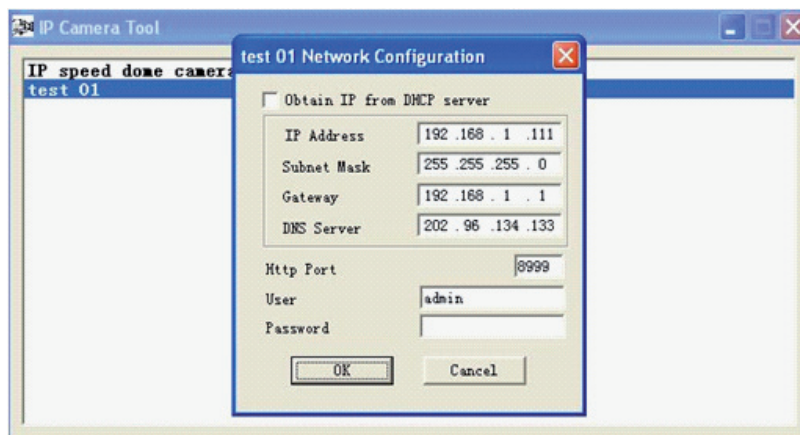 IP Camera Tool
IP speed dome camera
test 01
test 01 Network Configuration
Obtain IP from DHCP server
IP Address 192 .168 . 1 .111
Subnet Mask 255 .255 .255 . 0
Gateway 192 .168 . 1 . 1
DNS Server 202 . 96 .134 .133
Http Port 8999
User admin
Password
OK Cancel